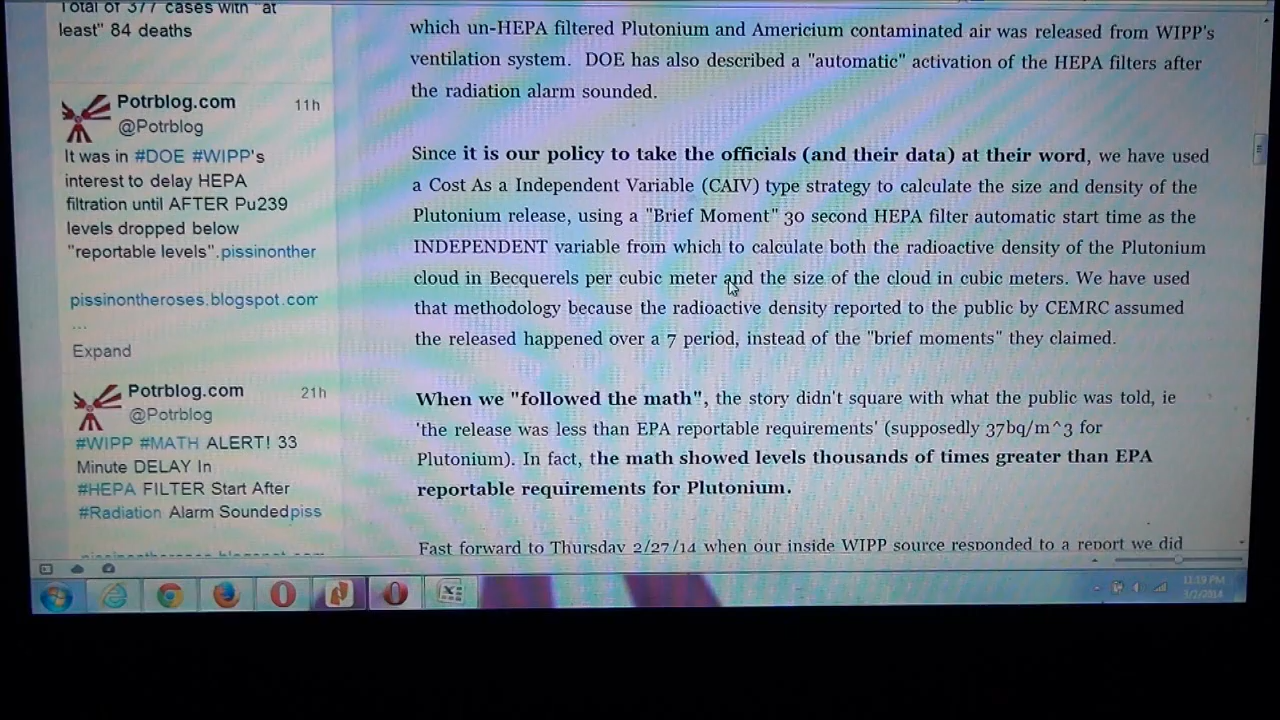 Total of 377 cases with "at
least" 84 deaths
Potrblog.com 11h
@Potrblog
It was in #DOE #WIPP's
interest to delay HEPA
filtration until AFTER Pu239
levels dropped below
"reportable levels".pissinonther
pissinontheroses.blogspot.com
...
Expand
Potrblog.com 21h
@Potrblog
#WIPP #MATH ALERT! 33
Minute DELAY In
#HEPA FILTER Start After
#Radiation Alarm Soundedpiss
which un-HEPA filtered Plutonium and Americium contaminated air was released from WIPP's
ventilation system. DOE has also described a "automatic" activation of the HEPA filters after
the radiation alarm sounded.
Since it is our policy to take the officials (and their data) at their word, we have used
a Cost As a Independent Variable (CAIV) type strategy to calculate the size and density of the
Plutonium release, using a "Brief Moment" 30 second HEPA filter automatic start time as the
INDEPENDENT variable from which to calculate both the radioactive density of the Plutonium
cloud in Becquerels per cubic meter and the size of the cloud in cubic meters. We have used
that methodology because the radioactive density reported to the public by CEMRC assumed
the released happened over a 7 period, instead of the "brief moments" they claimed.
When we "followed the math", the story didn't square with what the public was told, ie
'the release was less than EPA reportable requirements' (supposedly 37bq/m^3 for
Plutonium). In fact, the math showed levels thousands of times greater than EPA
reportable requirements for Plutonium.
Fast forward to Thursday 2/27/14 when our inside WIPP source responded to a report we did
11:19 PM
3/2/2014